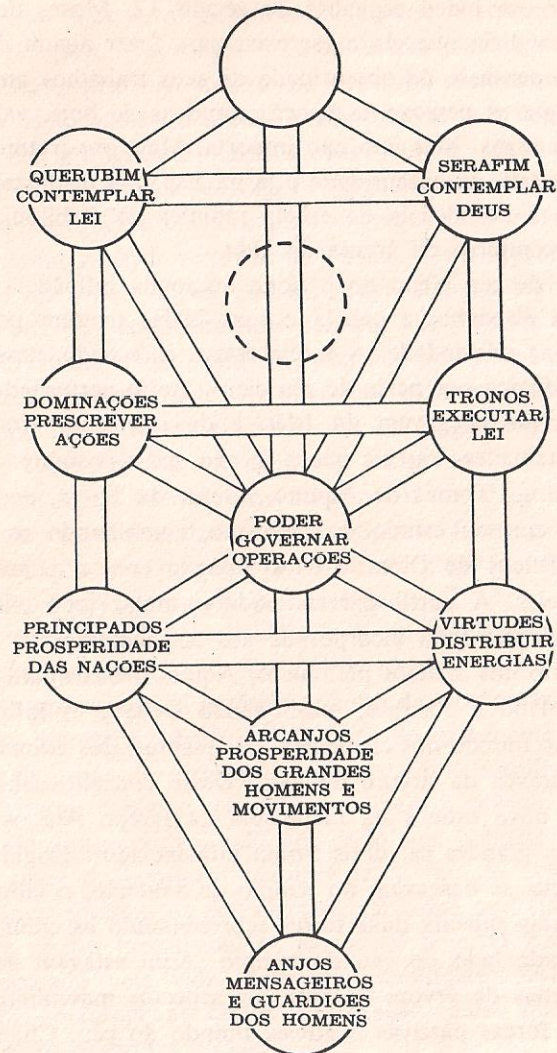 QUERUBIM
CONTEMPLAR
LEI
SERAFIM
CONTEMPLAR
DEUS
DOMINAÇÕES
PRESCREVER
AÇÕES
TRONOS
EXECUTAR
LEI
PODER
GOVERNAR
OPERAÇÕES
PRINCIPADOS
PROSPERIDADE
DAS NAÇÕES
VIRTUDES
DISTRIBUIR
ENERGIAS
ARCANJOS
PROSPERIDADE
DOS GRANDES
HOMENS E
MOVIMENTOS
ANJOS
MENSAGEIROS
E GUARDIÕES
DOS HOMENS